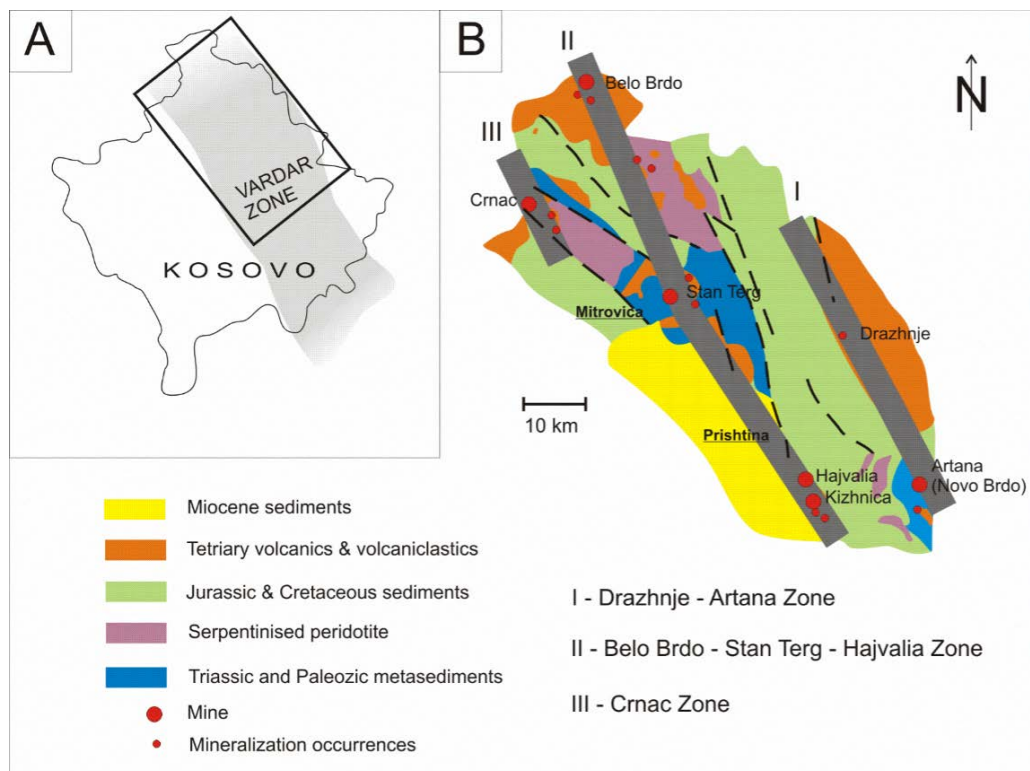 A
VARDAR
ZONE
KOSOVO
B
II
N
Belo Brdo
III
I
Crnac
Stan Terg
Mitrovica
Drazhnje
10 km
Prishtina
Hajvalia
Kizhnica
Artana
(Novo Brdo)
Miocene sediments
Tetriary volcanics & volcaniclastics
Jurassic & Cretaceous sediments
Serpentinised peridotite
Triassic and Paleozic metasediments
Mine
Mineralization occurrences
I - Drazhnje - Artana Zone
II - Belo Brdo - Stan Terg - Hajvalia Zone
III - Crnac Zone